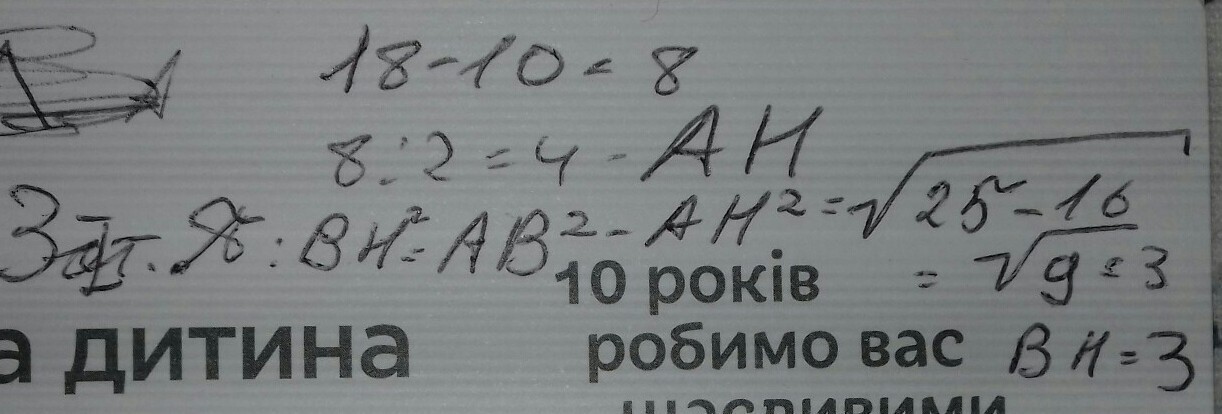 18-10=8
8:2=4-AH
BH²=AB²-AH²=√25-16
=√9=3
10 років
а дитина
робимо вас
BH=3
щасливими